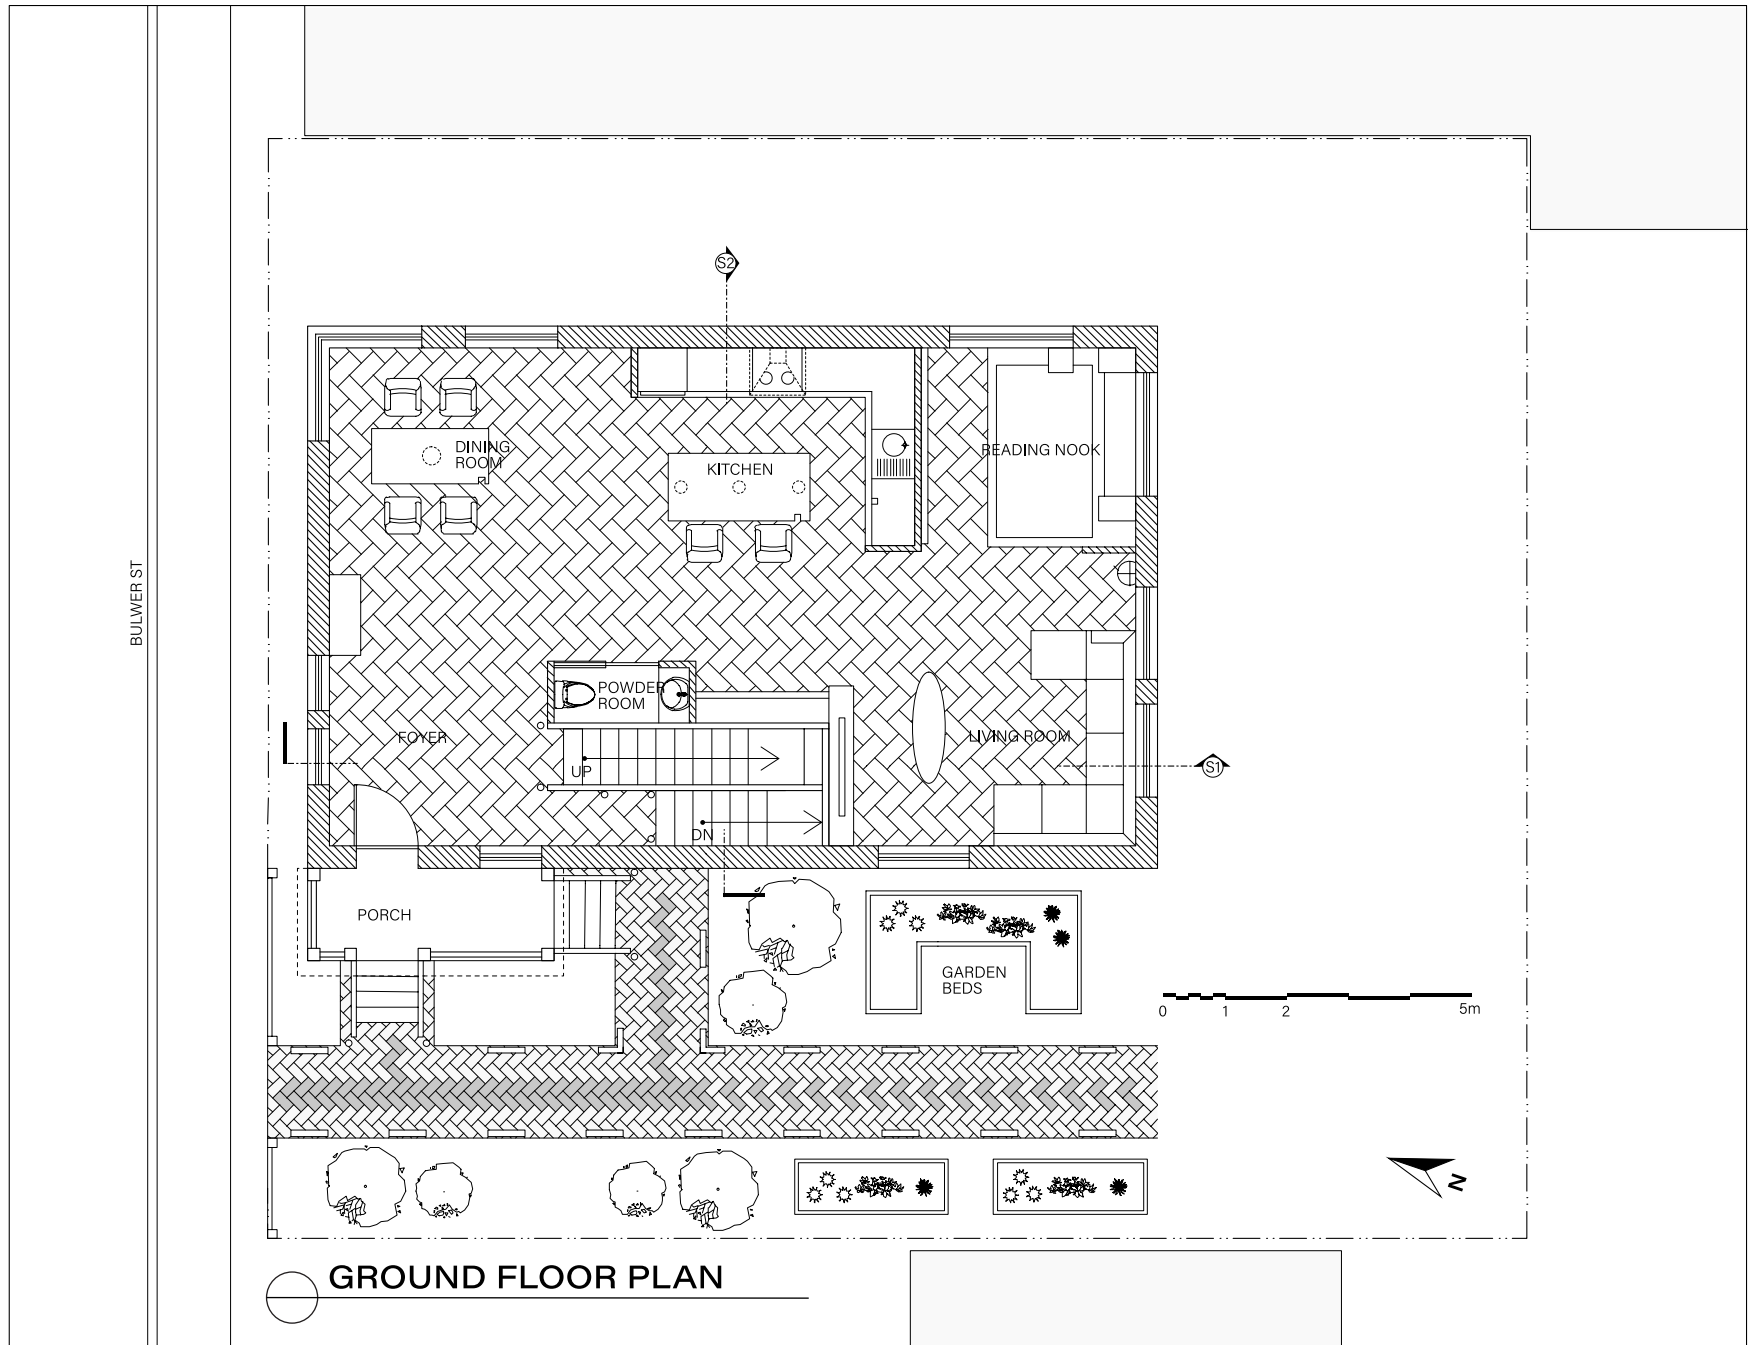 S2
DINING
ROOM
KITCHEN
READING NOOK
BULWER ST
POWDER
ROOM
FOYER
LIVING ROOM
S1
UP
DN
PORCH
GARDEN
BEDS
0 1 2 5m
N
GROUND FLOOR PLAN